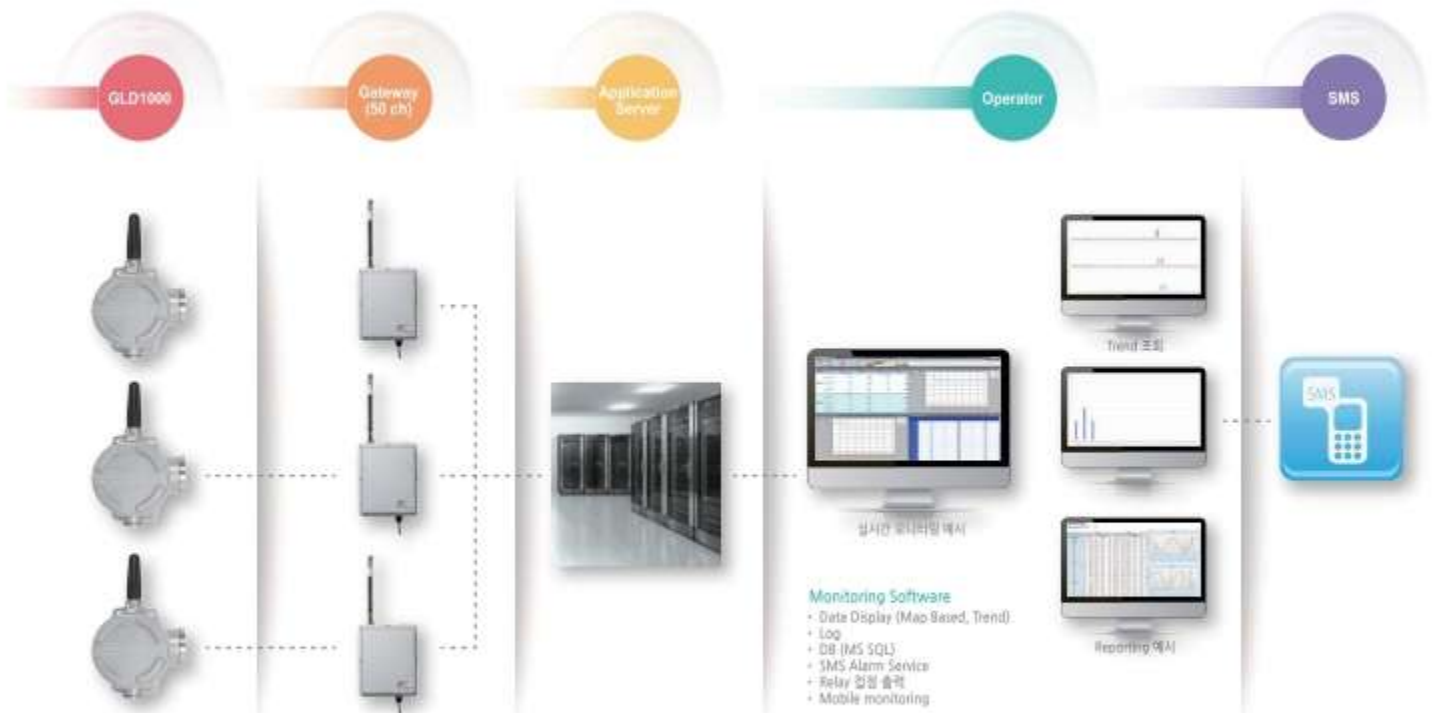 GLD1000
Gateway
(50 ch)
Application
Server
Operator
SMS
Trend 조회
SMS
실시간 모니터링 예시
Monitoring Software
• Data Display (Map Based, Trend)
• Log
• DB (MS SQL)
• SMS Alarm Service
• Relay 접점 출력
• Mobile monitoring
Reporting 예시